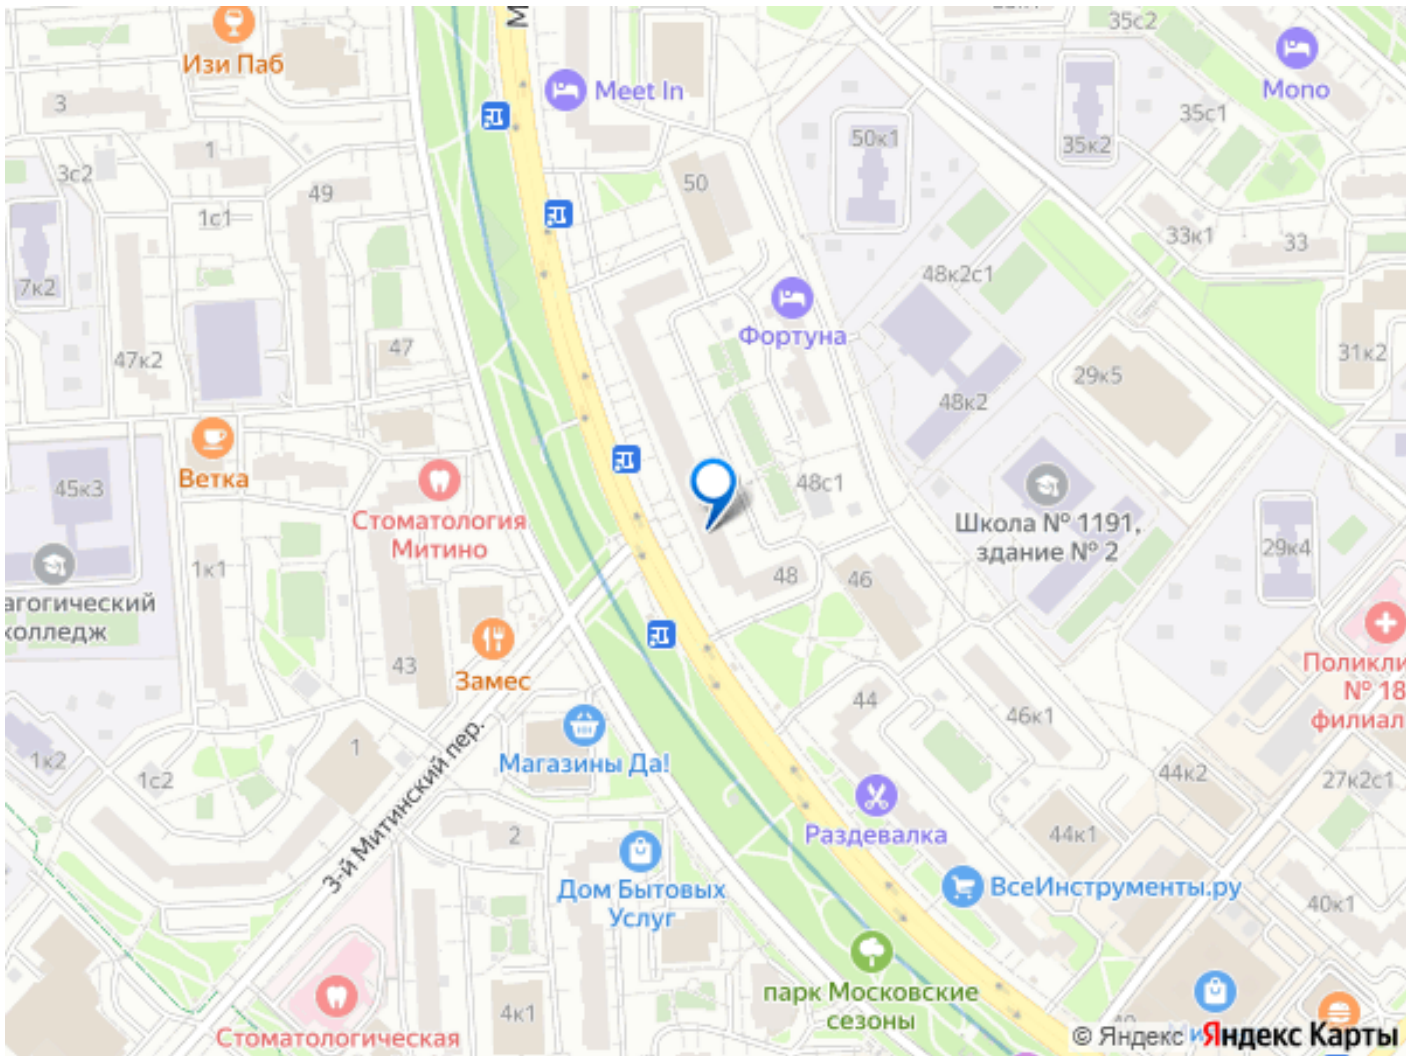 35с2
Изи Паб
Meet In
Mono
3
35с1
50к1
1
35к2
3с2
50
49
1с1
33к1
33
48к2с1
7к2
Фортуна
47
47к2
31к2
29к5
48к2
Ветка
45к3
48с1
Стоматология
Митино
Школа № 1191,
здание № 2
29к4
1к1
48
46
агогический
колледж
43
Замес
Поликли
№ 18
филиал
44
46к1
3-й Митинский пер.
1
Магазины Да!
1к2
1с2
44к2
27к2с1
2
Раздевалка
44к1
Дом Бытовых
Услуг
ВсеИнструменты.ру
40к1
парк Московские
сезоны
4к1
Стоматологическая
© Яндекс
Яндекс Карты